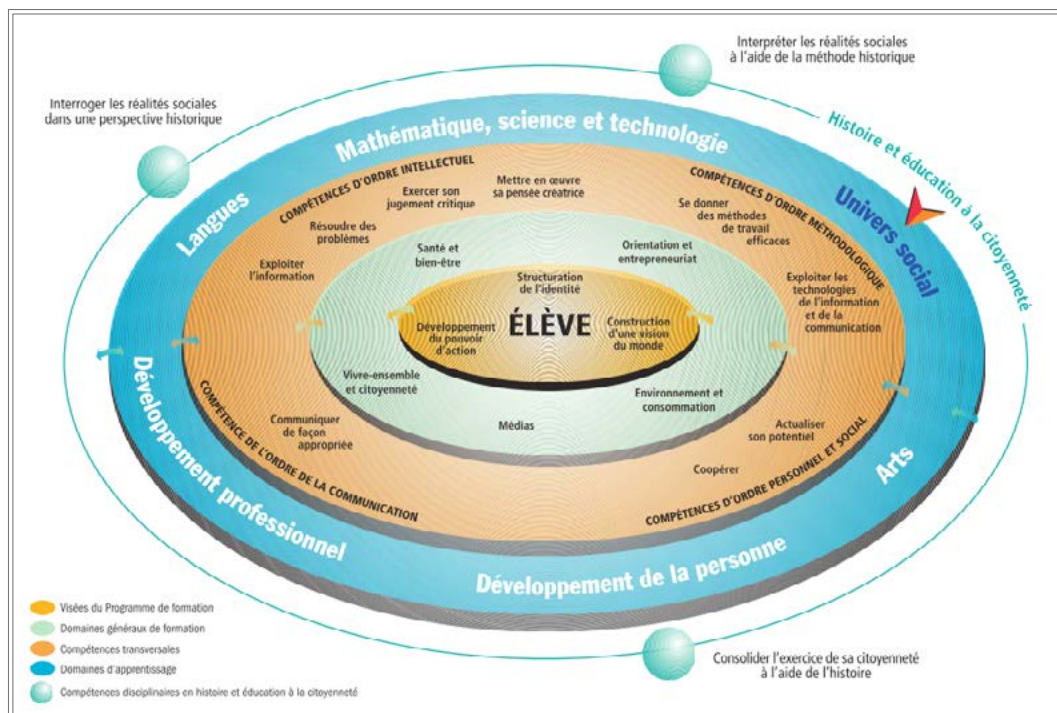 Interpréter les réalités sociales
à l'aide de la méthode historique
Interroger les réalités sociales
dans une perspective historique
Histoire et éducation à la citoyenneté
Mathématique, science et technologie
Langues
Univers social
COMPÉTENCES D'ORDRE INTELLECTUEL
COMPÉTENCES D'ORDRE MÉTHODOLOGIQUE
Mettre en œuvre
sa pensée créatrice
Exercer son
jugement critique
Résoudre des
problèmes
Exploiter
l'information
Se donner
des méthodes
de travail
efficaces
Exploiter les
technologies
de l'information
et de la
communication
Santé et
bien-être
Orientation et
entrepreneuriat
Structuration
de l'identité
ÉLÈVE
Développement
du pouvoir
d'action
Construction
d'une vision
du monde
Vivre-ensemble
et citoyenneté
Environnement et
consommation
Médias
Communiquer
de façon
appropriée
Actualiser
son potentiel
Coopérer
COMPÉTENCE DE L'ORDRE DE LA COMMUNICATION
COMPÉTENCES D'ORDRE PERSONNEL ET SOCIAL
Arts
Développement professionnel
Développement de la personne
Visées du Programme de formation
Domaines généraux de formation
Compétences transversales
Domaines d'apprentissage
Compétences disciplinaires en histoire et éducation à la citoyenneté
Consolider l'exercice de sa citoyenneté
à l'aide de l'histoire